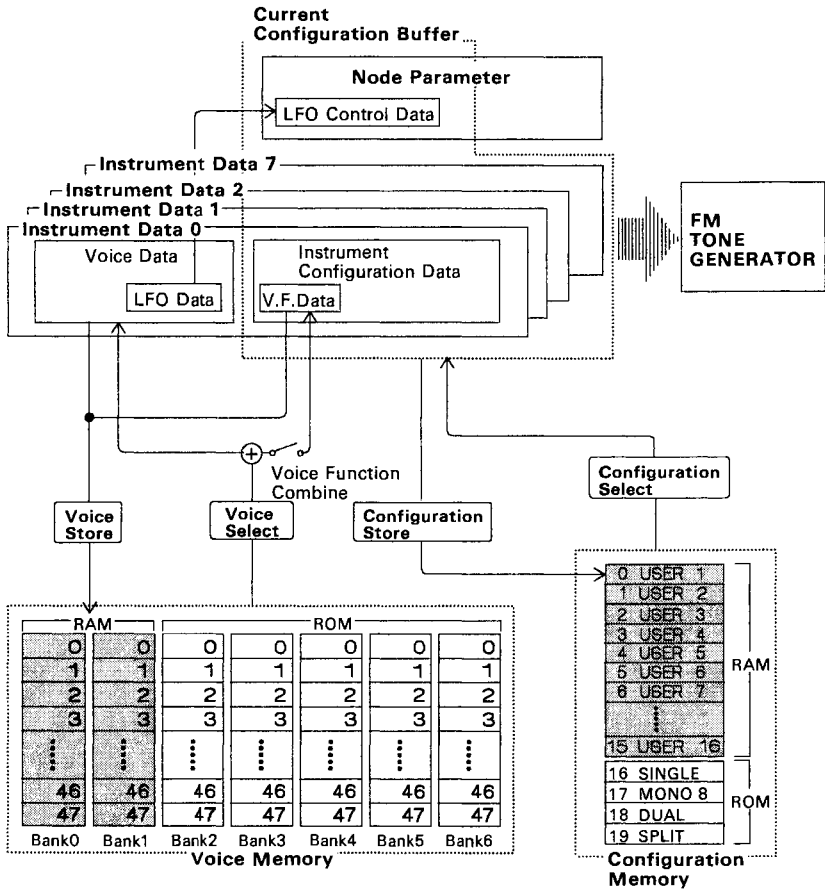 Current
Configuration Buffer
Node Parameter
LFO Control Data
Instrument Data 7
Instrument Data 2
Instrument Data 1
Instrument Data 0
Voice Data
LFO Data
Instrument
Configuration Data
V.F.Data
FM
TONE
GENERATOR
Voice Function
Combine
Voice
Store
Voice
Select
Configuration
Store
Configuration
Select
RAM ROM
0 0 0 0 0 0 0
1 1 1 1 1 1 1
2 2 2 2 2 2 2
3 3 3 3 3 3 3
46 46 46 46 46 46 46
47 47 47 47 47 47 47
Bank0 Bank1 Bank2 Bank3 Bank4 Bank5 Bank6
Voice Memory
0 USER 1
1 USER 2
2 USER 3
3 USER 4
4 USER 5
5 USER 6
6 USER 7
15 USER 16
RAM
16 SINGLE
17 MONO 8
18 DUAL
19 SPLIT
ROM
Configuration
Memory